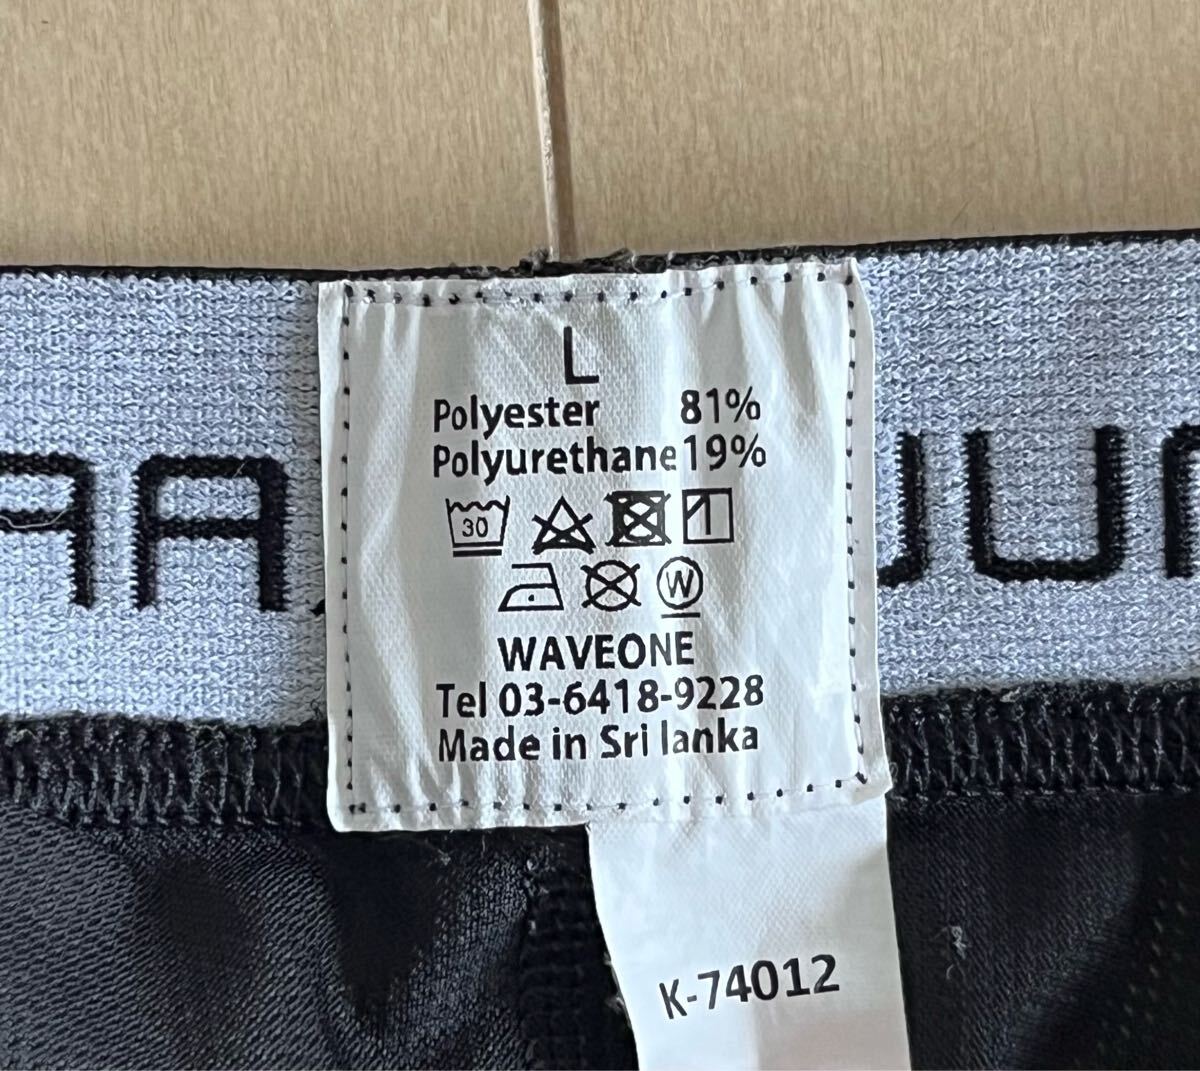 L
Polyester 81%
Polyurethane 19%
30
W
WAVEONE
Tel 03-6418-9228
Made in Sri lanka
K-74012